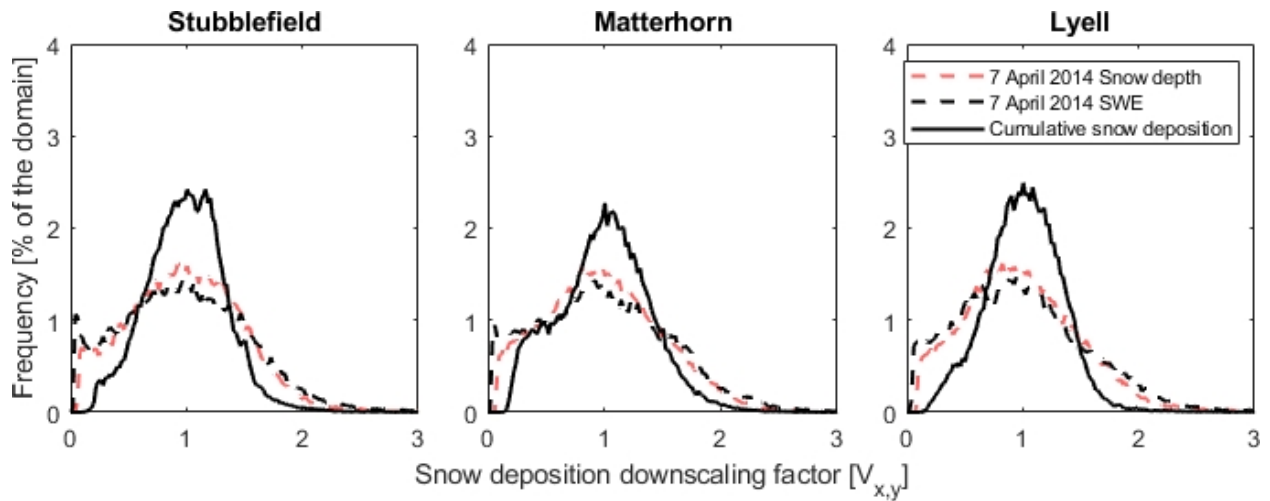 Stubblefield
Matterhorn
Lyell
Frequency [% of the domain]
4
3
2
1
0
0 1 2 3
4
3
2
1
0
0 1 2 3
4
3
2
1
0
0 1 2 3
7 April 2014 Snow depth
7 April 2014 SWE
Cumulative snow deposition
Snow deposition downscaling factor [V_{x,y}]